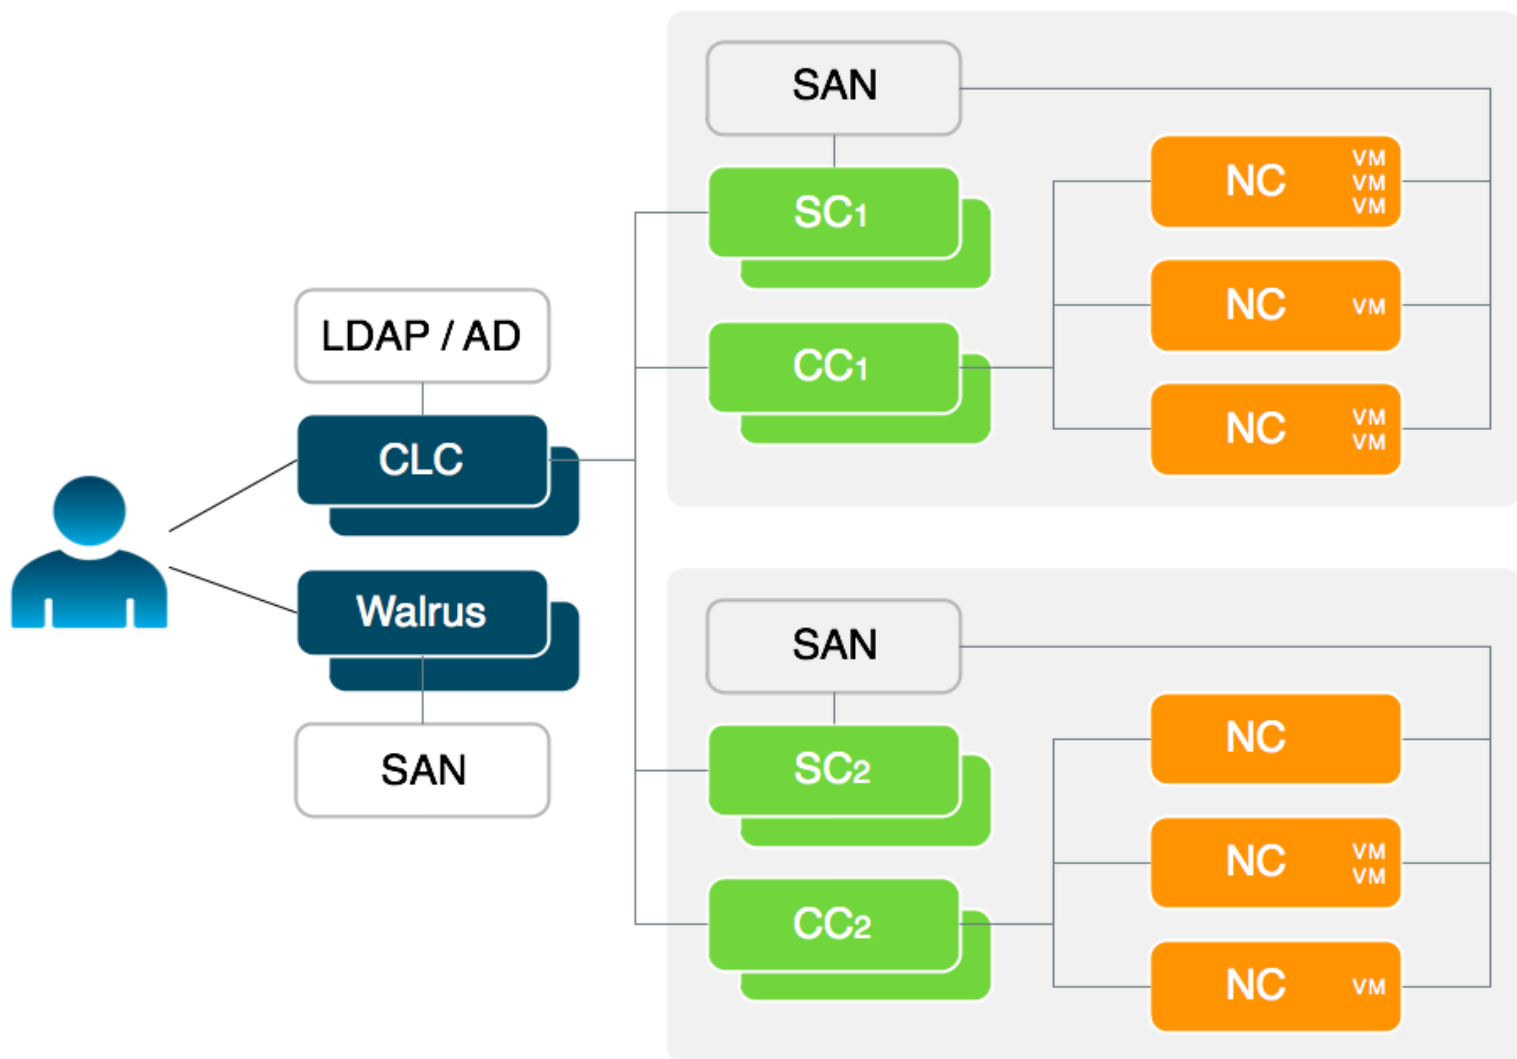 LDAP / AD
CLC
Walrus
SAN
SAN
SC1
CC1
NC
VM
VM
VM
NC
VM
NC
VM
VM
SAN
SC2
CC2
NC
NC
VM
VM
NC
VM